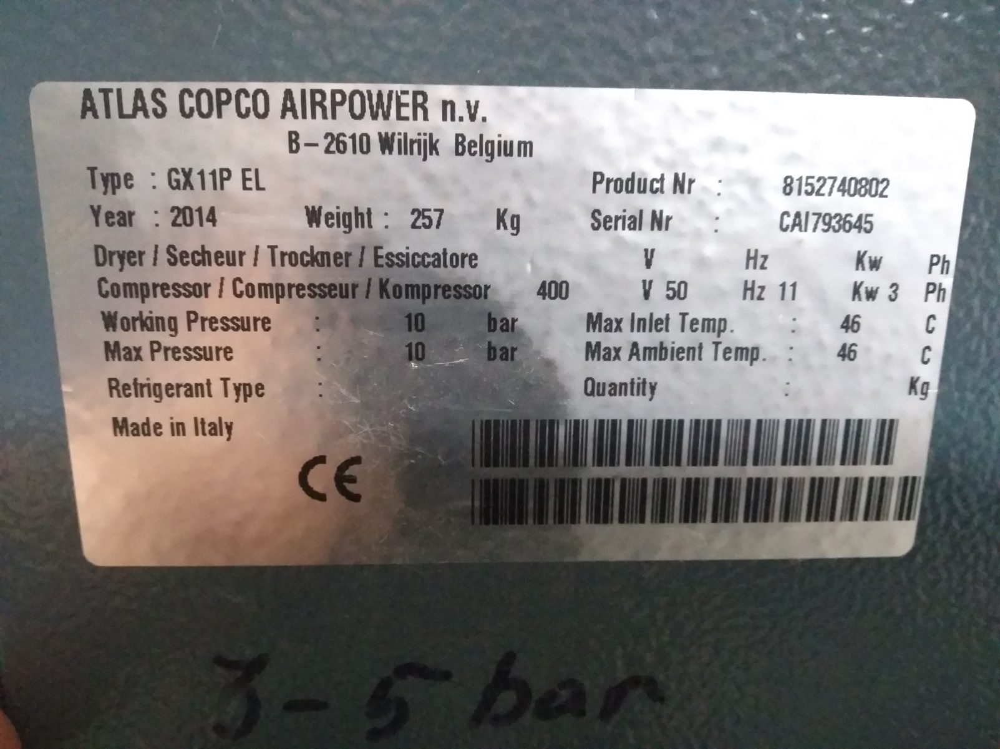 ATLAS COPCO AIRPOWER n.v.
B-2610 Wilrijk Belgium
Type : GX11P EL Product Nr : 8152740802
Year : 2014 Weight : 257 Kg Serial Nr : CAI793645
Dryer / Secheur / Trockner / Essiccatore V Hz Kw Ph
Compressor / Compresseur / Kompressor 400 V 50 Hz 11 Kw 3 Ph
Working Pressure : 10 bar Max Inlet Temp. : 46 C
Max Pressure : 10 bar Max Ambient Temp. : 46 C
Refrigerant Type : Quantity : Kg
Made in Italy
CE
3-5 bar